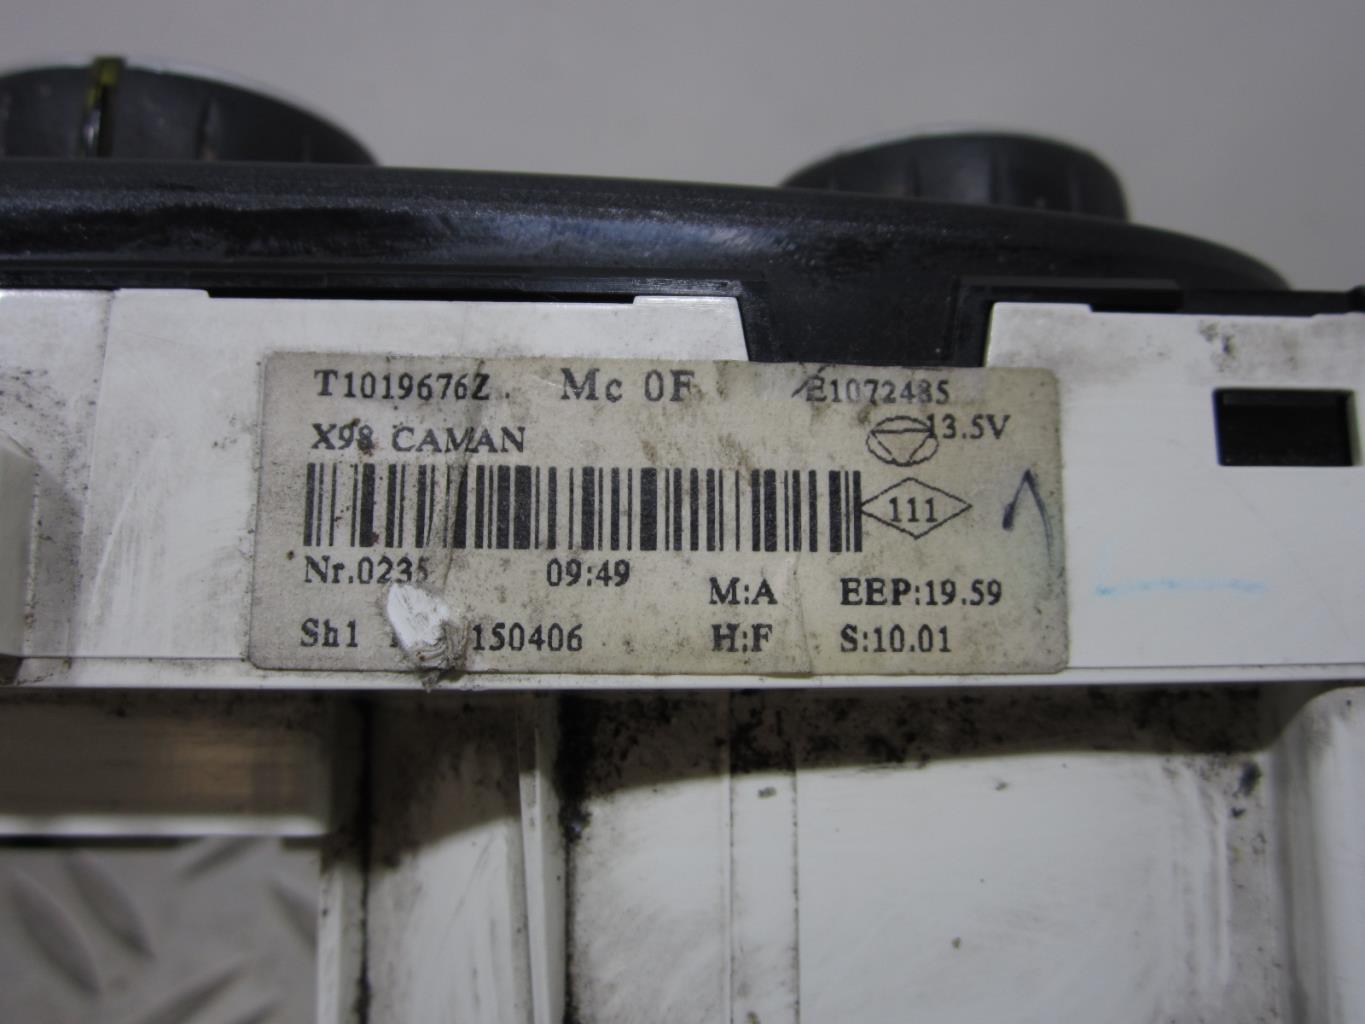 T1019676Z. Mc 0F E1072485
X98 CAMAN 13.5V
111
Nr.0235 09:49 M:A EEP:19.59
Sh1 150406 H:F S:10.01